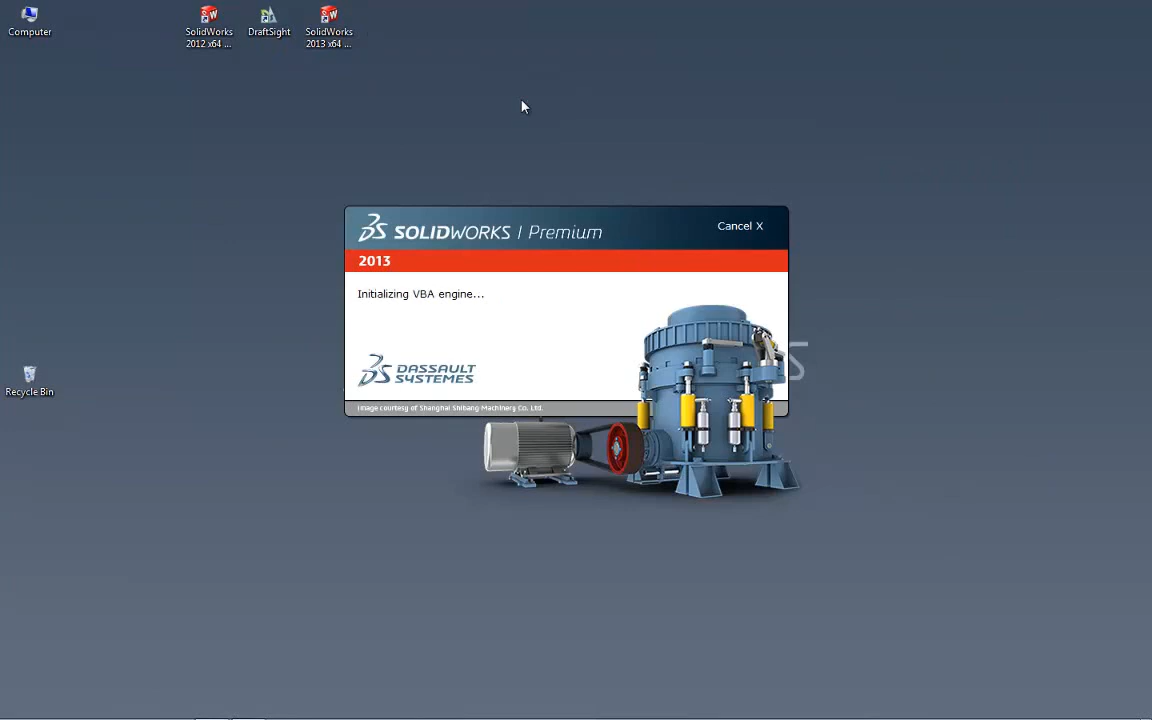 Computer
SolidWorks
2012 x64 ...
DraftSight
SolidWorks
2013 x64 ...
SOLIDWORKS | Premium
Cancel X
2013
Initializing VBA engine...
DASSAULT
SYSTEMES
Recycle Bin
Image courtesy of Shanghai Shibang Machinery Co. Ltd.